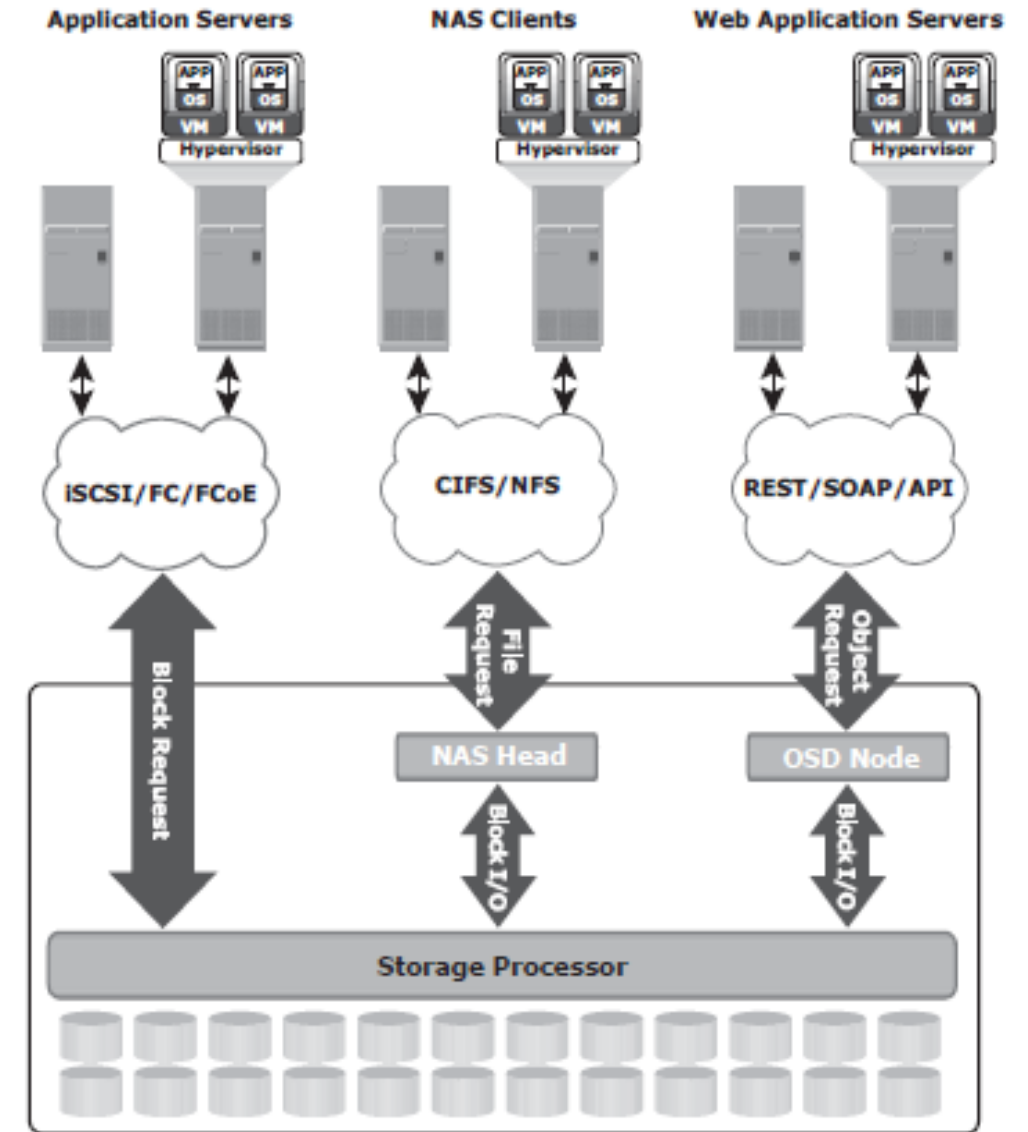 Application Servers
NAS Clients
Web Application Servers
APP
APP
OS
OS
VM
VM
Hypervisor
APP
APP
OS
OS
VM
VM
Hypervisor
APP
APP
OS
OS
VM
VM
Hypervisor
iSCSI/FC/FCoE
CIFS/NFS
REST/SOAP/API
Block Request
File
Request
Object
Request
NAS Head
OSD Node
Block I/O
Block I/O
Storage Processor